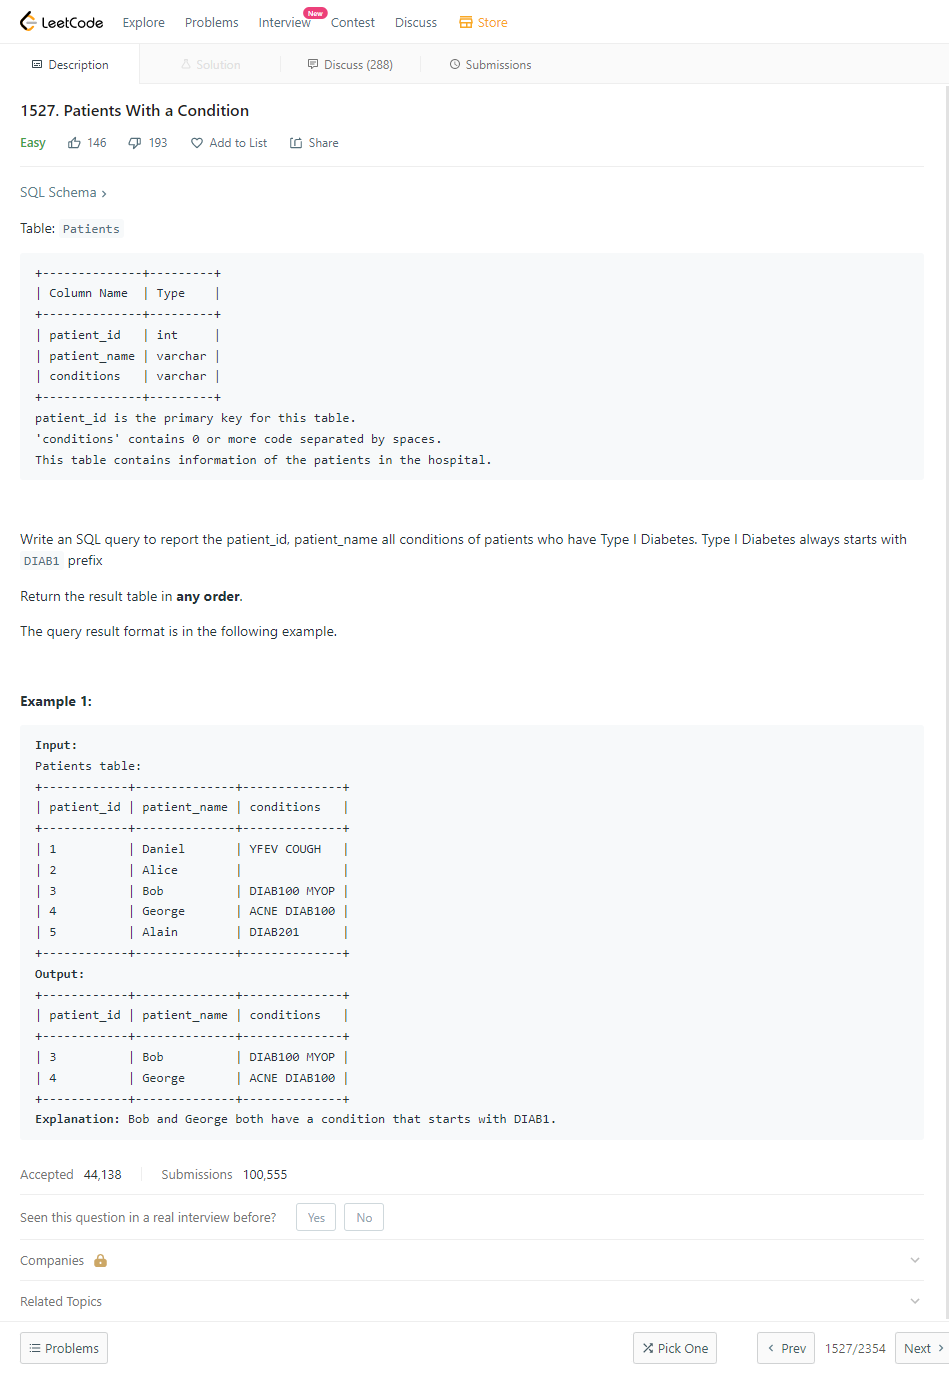 LeetCode Explore Problems Interview New Contest Discuss Store
Description Solution Discuss (288) Submissions
1527. Patients With a Condition
Easy 146 193 Add to List Share
SQL Schema ›
Table: Patients
+--------------+---------+
| Column Name  | Type    |
+--------------+---------+
| patient_id   | int     |
| patient_name | varchar |
| conditions   | varchar |
+--------------+---------+
patient_id is the primary key for this table.
'conditions' contains 0 or more code separated by spaces.
This table contains information of the patients in the hospital.
Write an SQL query to report the patient_id, patient_name all conditions of patients who have Type I Diabetes. Type I Diabetes always starts with
DIAB1 prefix
Return the result table in any order.
The query result format is in the following example.
Example 1:
Input:
Patients table:
+------------+--------------+--------------+
| patient_id | patient_name | conditions   |
+------------+--------------+--------------+
| 1          | Daniel       | YFEV COUGH   |
| 2          | Alice        |              |
| 3          | Bob          | DIAB100 MYOP |
| 4          | George       | ACNE DIAB100 |
| 5          | Alain        | DIAB201      |
+------------+--------------+--------------+
Output:
+------------+--------------+--------------+
| patient_id | patient_name | conditions   |
+------------+--------------+--------------+
| 3          | Bob          | DIAB100 MYOP |
| 4          | George       | ACNE DIAB100 |
+------------+--------------+--------------+
Explanation: Bob and George both have a condition that starts with DIAB1.
Accepted 44,138 Submissions 100,555
Seen this question in a real interview before? Yes No
Companies
Related Topics
Problems Pick One ‹ Prev 1527/2354 Next ›